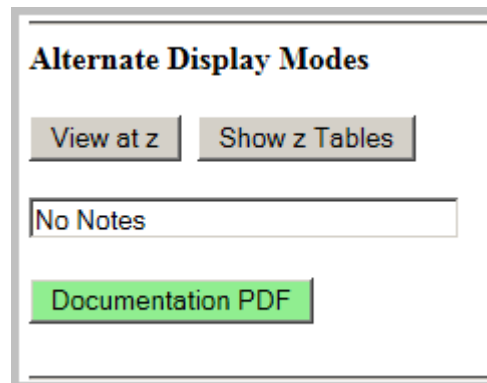 Alternate Display Modes
View at z Show z Tables
No Notes
Documentation PDF